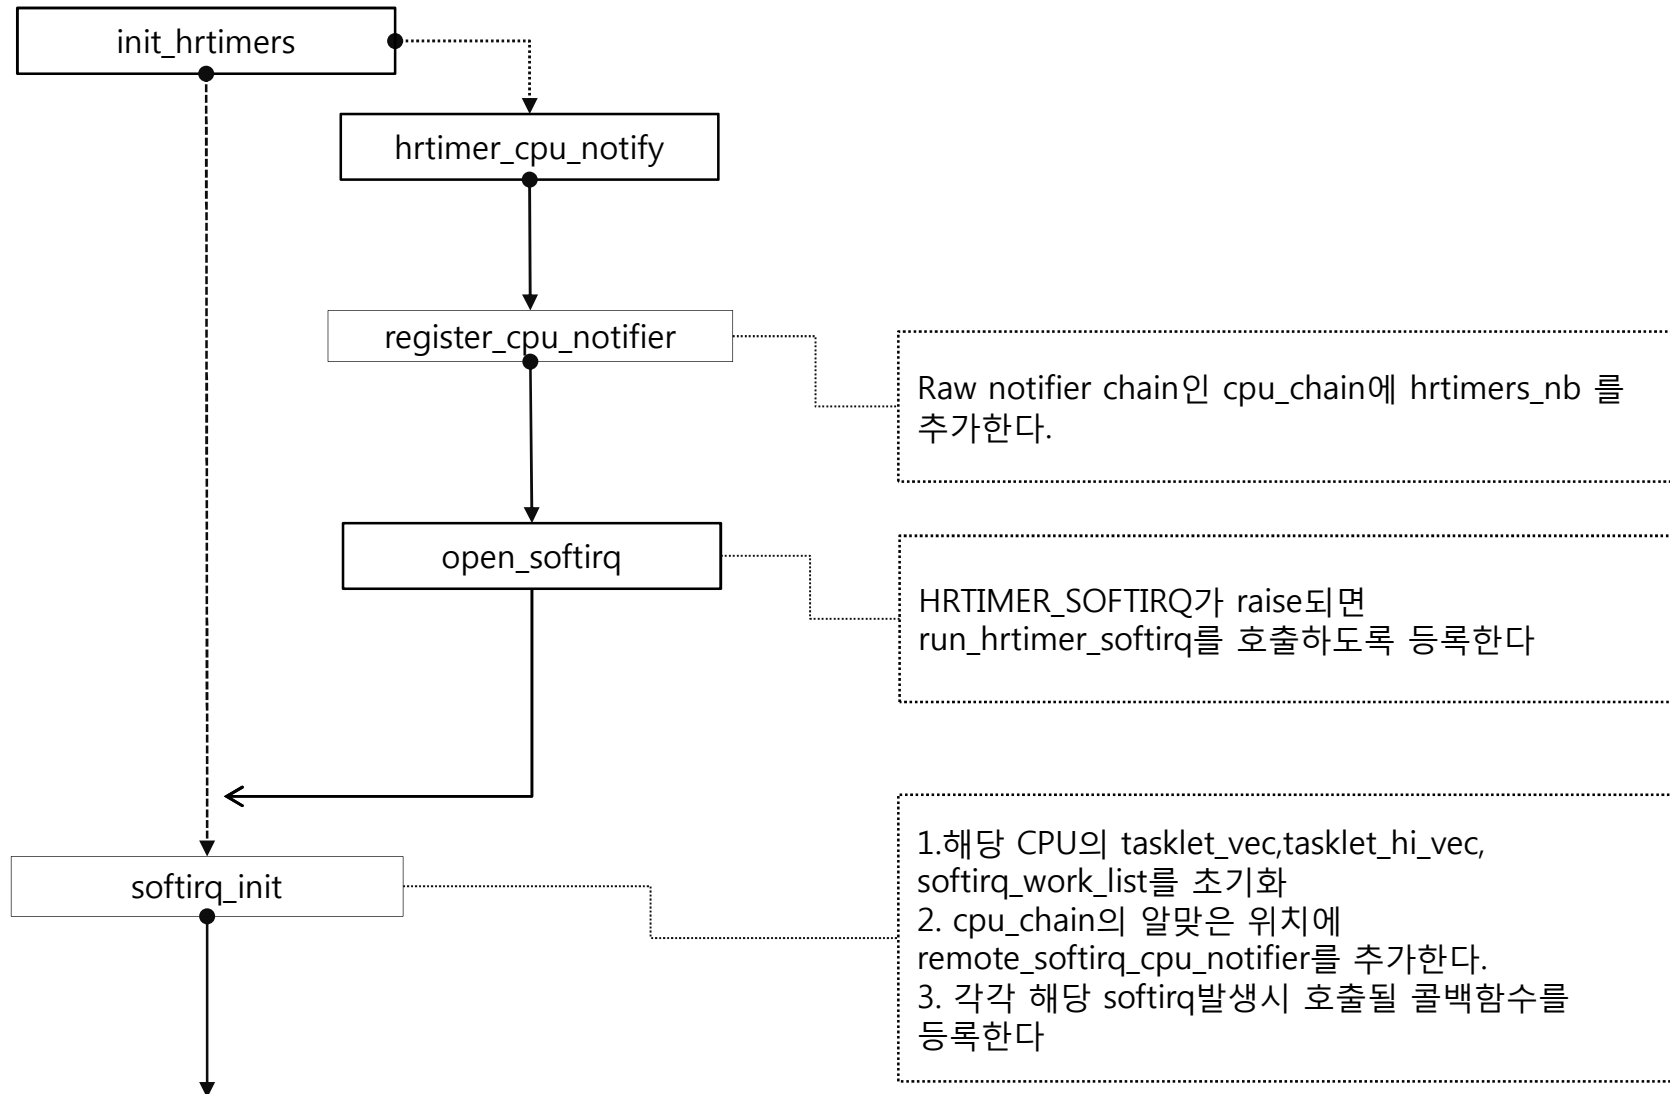 init_hrtimers
hrtimer_cpu_notify
register_cpu_notifier
Raw notifier chain인 cpu_chain에 hrtimers_nb 를
추가한다.
open_softirq
HRTIMER_SOFTIRQ가 raise되면
run_hrtimer_softirq를 호출하도록 등록한다
softirq_init
1.해당 CPU의 tasklet_vec,tasklet_hi_vec,
softirq_work_list를 초기화
2. cpu_chain의 알맞은 위치에
remote_softirq_cpu_notifier를 추가한다.
3. 각각 해당 softirq발생시 호출될 콜백함수를
등록한다